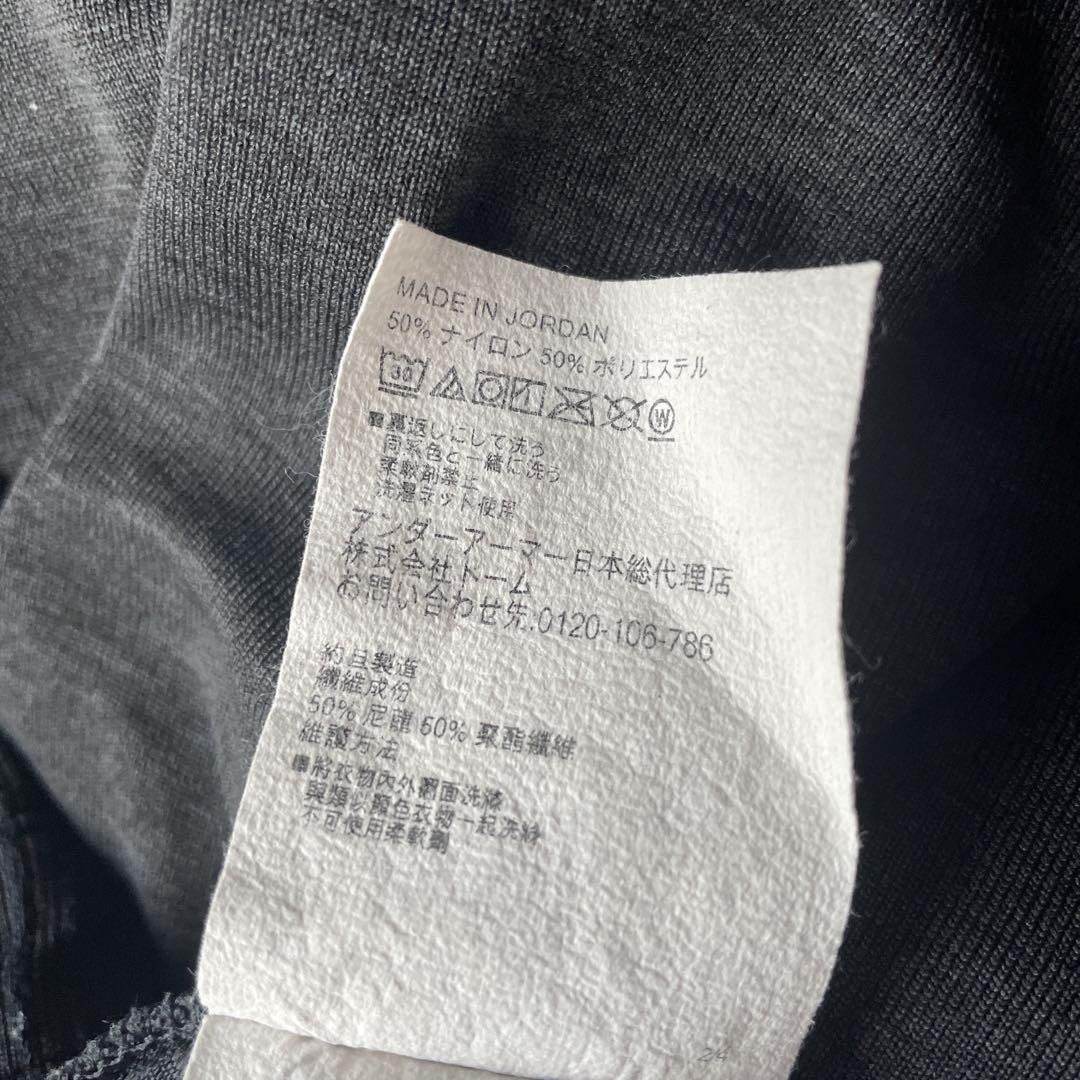 MADE IN JORDAN
50% ナイロン 50% ポリエステル
30
W
裏返しにして洗う
同系色と一緒に洗う
柔軟剤禁止
洗濯ネット使用
アンダーアーマー日本総代理店
株式会社ドーム
お問い合わせ先.0120-106-786
約旦製造
纖維成份
50% 尼龍 50% 聚酯纖維
維護方法
將衣物內外翻面洗滌
與類似顏色衣物一起洗滌
不可使用柔軟劑
24